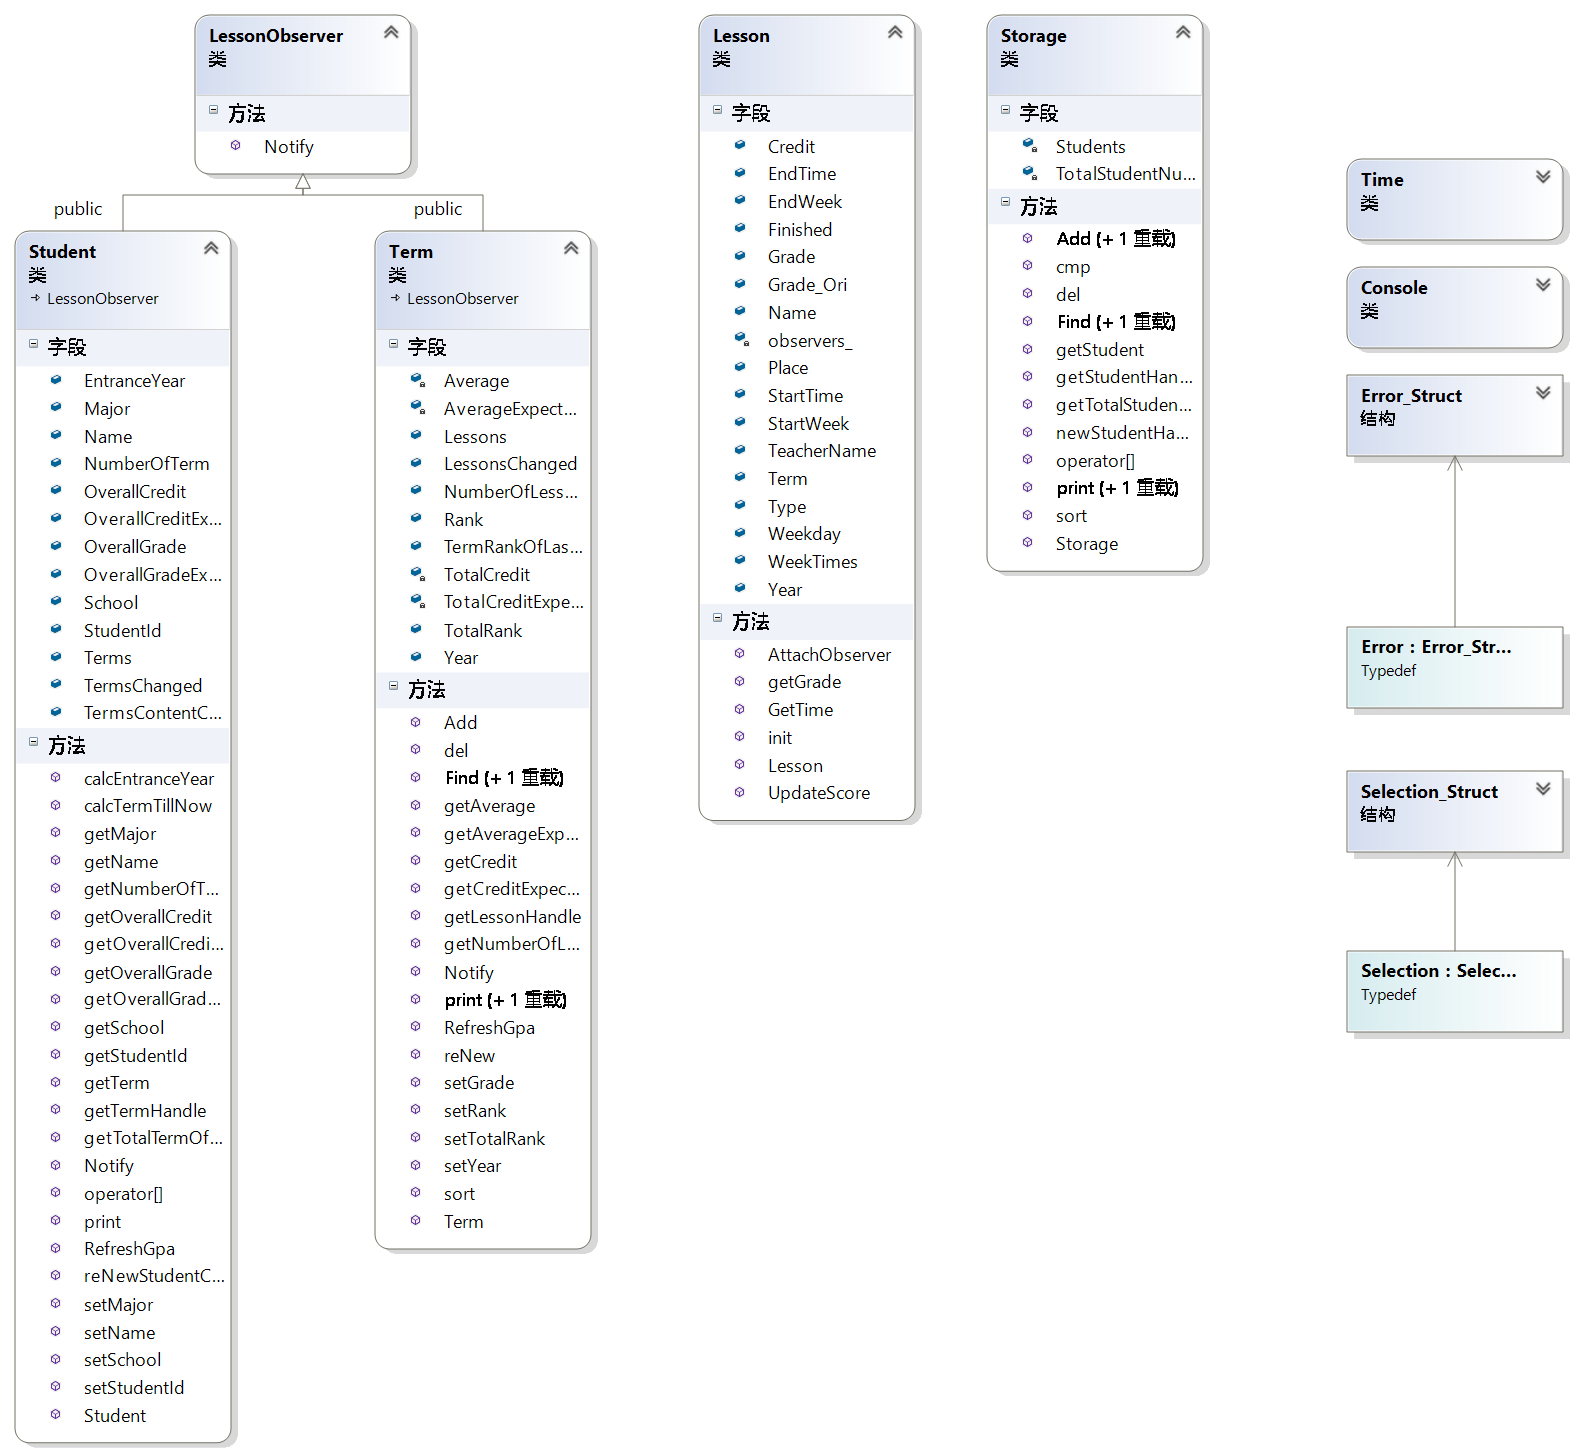 LessonObserver
类
方法
Notify
public
public
Student
类
LessonObserver
字段
EntranceYear
Major
Name
NumberOfTerm
OverallCredit
OverallCreditEx...
OverallGrade
OverallGradeEx...
School
StudentId
Terms
TermsChanged
TermsContentC...
方法
calcEntranceYear
calcTermTillNow
getMajor
getName
getNumberOfT...
getOverallCredit
getOverallCredi...
getOverallGrade
getOverallGrad...
getSchool
getStudentId
getTerm
getTermHandle
getTotalTermOf...
Notify
operator[]
print
RefreshGpa
reNewStudentC...
setMajor
setName
setSchool
setStudentId
Student
Term
类
LessonObserver
字段
Average
AverageExpect...
Lessons
LessonsChanged
NumberOfLess...
Rank
TermRankOfLas...
TotalCredit
TotalCreditExpe...
TotalRank
Year
方法
Add
del
Find (+ 1 重载)
getAverage
getAverageExp...
getCredit
getCreditExpec...
getLessonHandle
getNumberOfL...
Notify
print (+ 1 重载)
RefreshGpa
reNew
setGrade
setRank
setTotalRank
setYear
sort
Term
Lesson
类
字段
Credit
EndTime
EndWeek
Finished
Grade
Grade_Ori
Name
observers_
Place
StartTime
StartWeek
TeacherName
Term
Type
Weekday
WeekTimes
Year
方法
AttachObserver
getGrade
GetTime
init
Lesson
UpdateScore
Storage
类
字段
Students
TotalStudentNu...
方法
Add (+ 1 重载)
cmp
del
Find (+ 1 重载)
getStudent
getStudentHan...
getTotalStuden...
newStudentHa...
operator[]
print (+ 1 重载)
sort
Storage
Time
类
Console
类
Error_Struct
结构
Error : Error_Str...
Typedef
Selection_Struct
结构
Selection : Selec...
Typedef